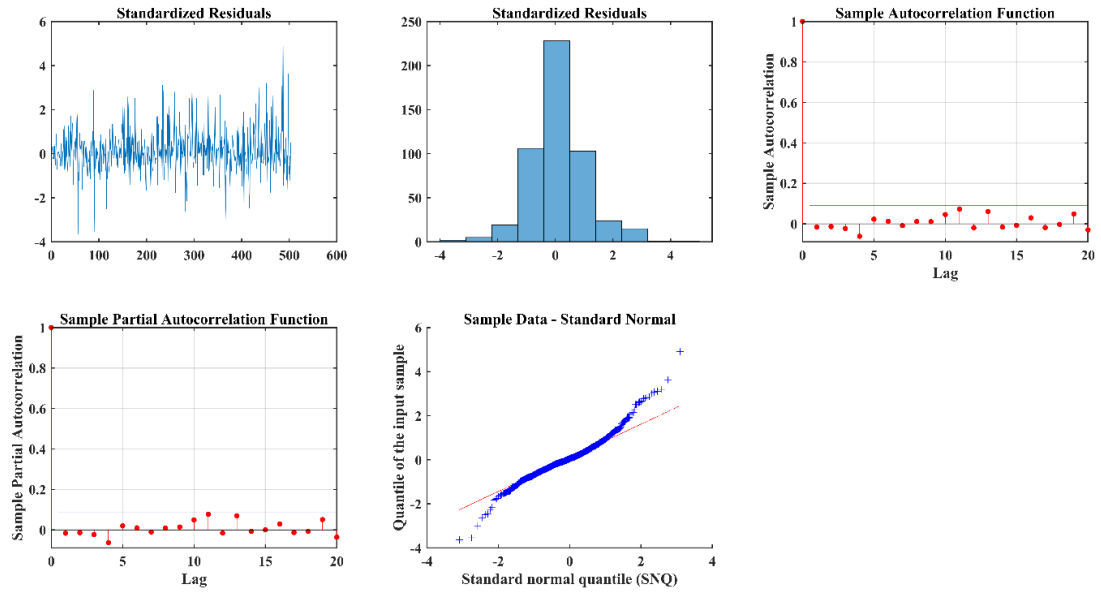 Standardized Residuals
6
4
2
0
-2
-4
0 100 200 300 400 500 600
Standardized Residuals
250
200
150
100
50
0
-4 -2 0 2 4
Sample Autocorrelation Function
Sample Autocorrelation
1
0.8
0.6
0.4
0.2
0
0 5 10 15 20
Lag
Sample Partial Autocorrelation Function
Sample Partial Autocorrelation
1
0.8
0.6
0.4
0.2
0
0 5 10 15 20
Lag
Sample Data - Standard Normal
Quantile of the input sample
6
4
2
0
-2
-4
-4 -2 0 2 4
Standard normal quantile (SNQ)